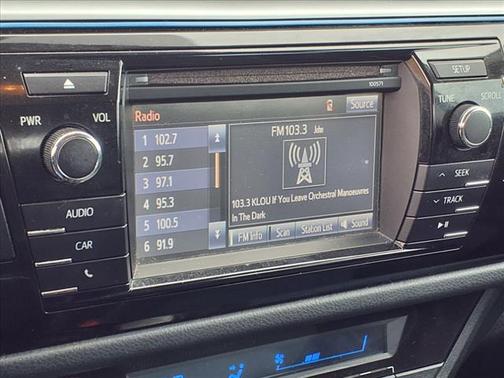 SETUP
100571
PWR VOL
TUNE SCROLL
Radio
Source
FM103.3 John
1 102.7
2 95.7
3 97.1
4 95.3
5 100.5
6 91.9
103.3 KLOU If You Leave Orchestral Manoeuvres
In The Dark
FM Info Scan Station List Sound
AUDIO
CAR
SEEK
TRACK